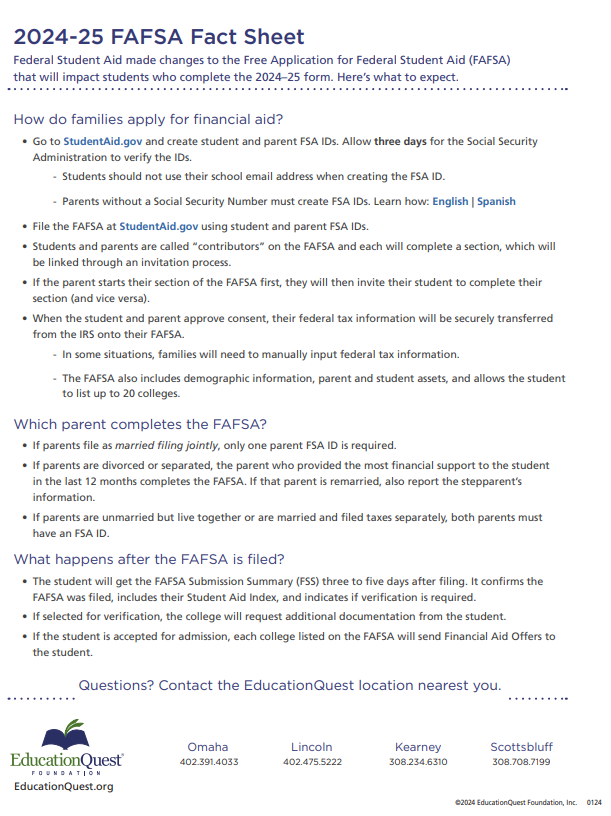 2024-25 FAFSA Fact Sheet
Federal Student Aid made changes to the Free Application for Federal Student Aid (FAFSA)
that will impact students who complete the 2024–25 form. Here's what to expect.
How do families apply for financial aid?
• Go to StudentAid.gov and create student and parent FSA IDs. Allow three days for the Social Security
Administration to verify the IDs.
- Students should not use their school email address when creating the FSA ID.
- Parents without a Social Security Number must create FSA IDs. Learn how: English | Spanish
• File the FAFSA at StudentAid.gov using student and parent FSA IDs.
• Students and parents are called "contributors" on the FAFSA and each will complete a section, which will
be linked through an invitation process.
• If the parent starts their section of the FAFSA first, they will then invite their student to complete their
section (and vice versa).
• When the student and parent approve consent, their federal tax information will be securely transferred
from the IRS onto their FAFSA.
- In some situations, families will need to manually input federal tax information.
- The FAFSA also includes demographic information, parent and student assets, and allows the student
to list up to 20 colleges.
Which parent completes the FAFSA?
• If parents file as married filing jointly, only one parent FSA ID is required.
• If parents are divorced or separated, the parent who provided the most financial support to the student
in the last 12 months completes the FAFSA. If that parent is remarried, also report the stepparent's
information.
• If parents are unmarried but live together or are married and filed taxes separately, both parents must
have an FSA ID.
What happens after the FAFSA is filed?
• The student will get the FAFSA Submission Summary (FSS) three to five days after filing. It confirms the
FAFSA was filed, includes their Student Aid Index, and indicates if verification is required.
• If selected for verification, the college will request additional documentation from the student.
• If the student is accepted for admission, each college listed on the FAFSA will send Financial Aid Offers to
the student.
Questions? Contact the EducationQuest location nearest you.
EducationQuest®
FOUNDATION
EducationQuest.org
Omaha
402.391.4033
Lincoln
402.475.5222
Kearney
308.234.6310
Scottsbluff
308.708.7199
©2024 EducationQuest Foundation, Inc. 0124